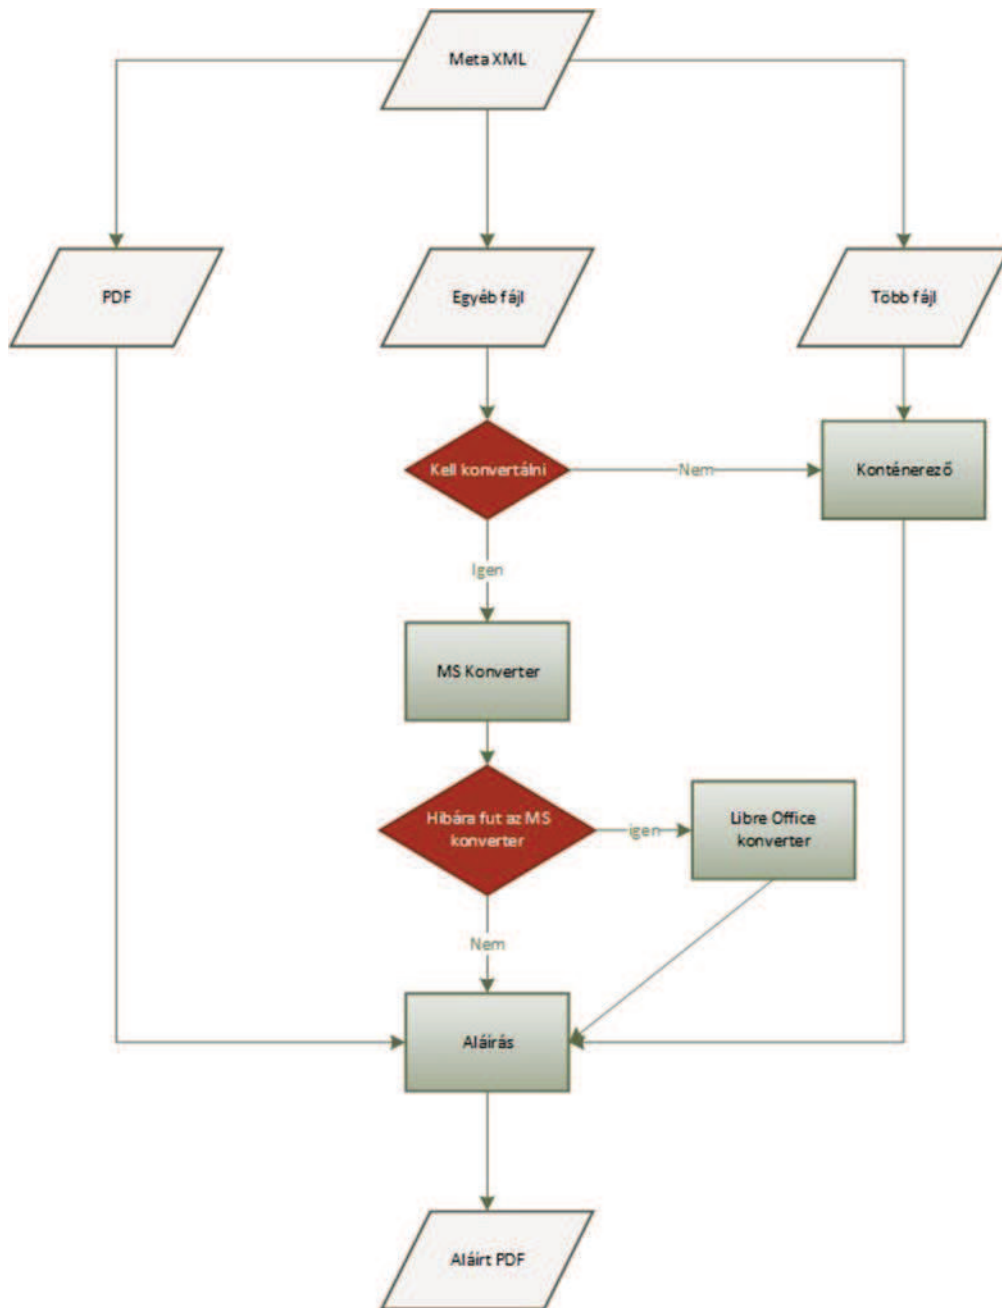 Meta XML
PDF
Egyéb fájl
Több fájl
Kell konvertálni
Nem
Konténerező
Igen
MS Konverter
Hibára fut az MS
konverter
igen
Libre Office
konverter
Nem
Aláírás
Aláírt PDF